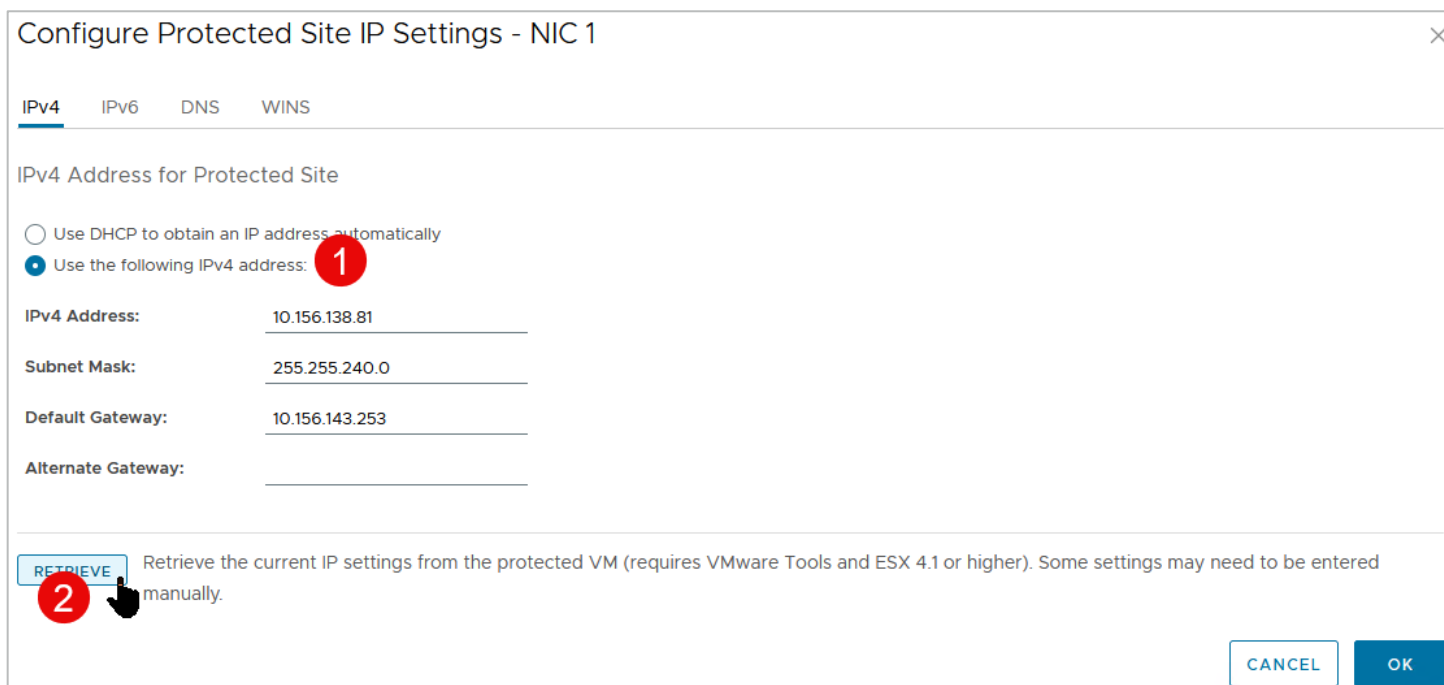 Configure Protected Site IP Settings - NIC 1
IPv4 IPv6 DNS WINS
IPv4 Address for Protected Site
Use DHCP to obtain an IP address automatically
Use the following IPv4 address: 1
IPv4 Address: 10.156.138.81
Subnet Mask: 255.255.240.0
Default Gateway: 10.156.143.253
Alternate Gateway:
RETRIEVE Retrieve the current IP settings from the protected VM (requires VMware Tools and ESX 4.1 or higher). Some settings may need to be entered
2 manually.
CANCEL OK